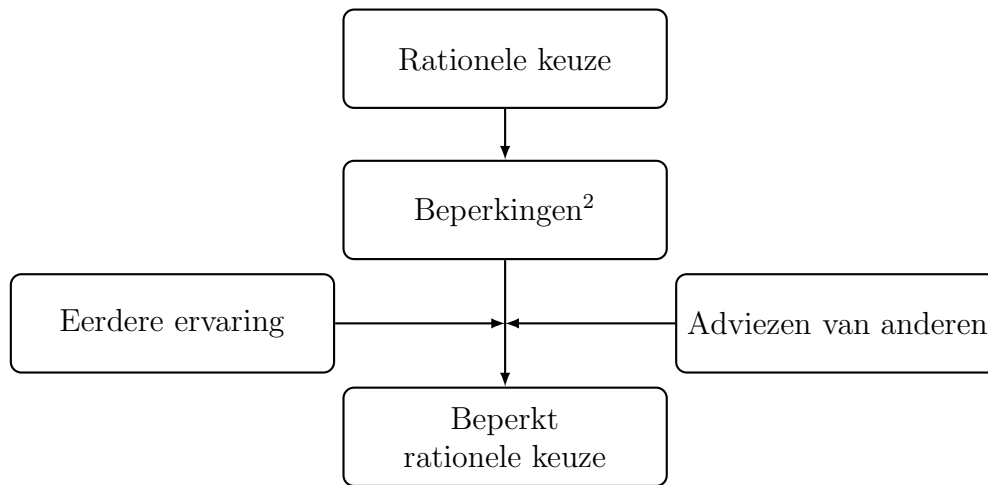 Rationele keuze
Beperkingen²
Eerdere ervaring
Adviezen van anderen
Beperkt
rationele keuze